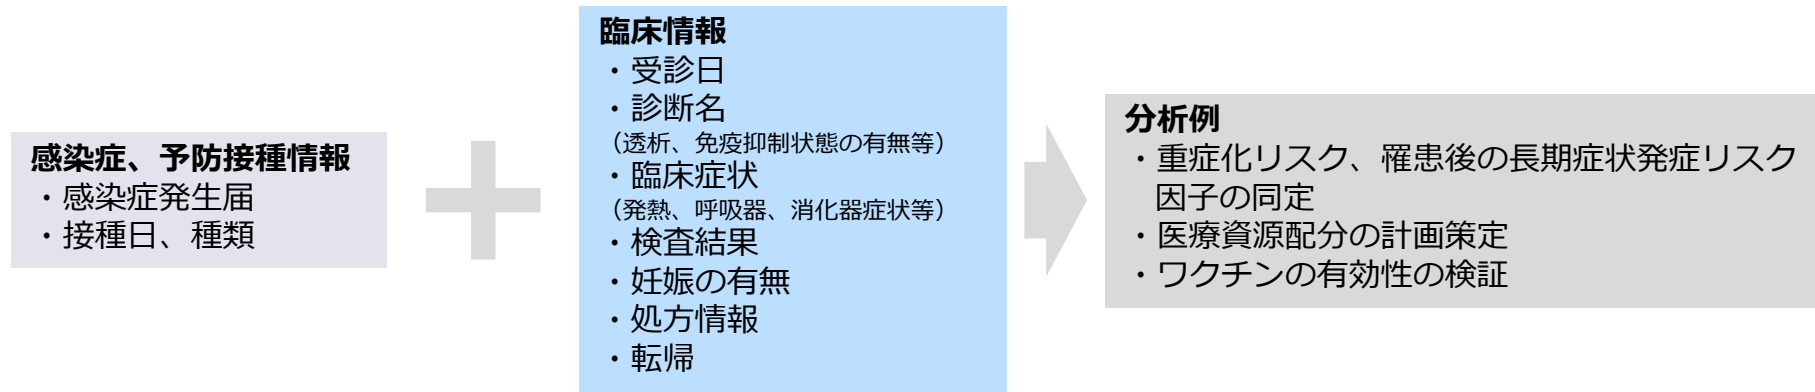 感染症、予防接種情報
・感染症発生届
・接種日、種類
臨床情報
・受診日
・診断名
（透析、免疫抑制状態の有無等）
・臨床症状
（発熱、呼吸器、消化器症状等）
・検査結果
・妊娠の有無
・処方情報
・転帰
分析例
・重症化リスク、罹患後の長期症状発症リスク
因子の同定
・医療資源配分の計画策定
・ワクチンの有効性の検証